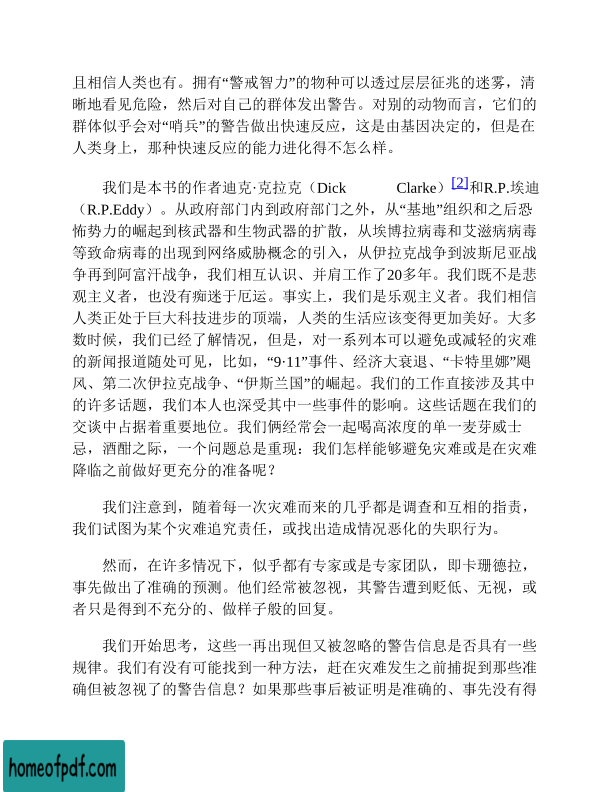 且相信人类也有。拥有“警戒智力”的物种可以透过层层征兆的迷雾，清
晰地看见危险，然后对自己的群体发出警告。对别的动物而言，它们的
群体似乎会对“哨兵”的警告做出快速反应，这是由基因决定的，但是在
人类身上，那种快速反应的能力进化得不怎么样。
我们是本书的作者迪克·克拉克（Dick Clarke）[2]和R.P.埃迪
（R.P.Eddy）。从政府部门内到政府部门之外，从“基地”组织和之后恐
怖势力的崛起到核武器和生物武器的扩散，从埃博拉病毒和艾滋病病毒
等致命病毒的出现到网络威胁概念的引入，从伊拉克战争到波斯尼亚战
争再到阿富汗战争，我们相互认识、并肩工作了20多年。我们既不是悲
观主义者，也没有痴迷于厄运。事实上，我们是乐观主义者。我们相信
人类正处于巨大科技进步的顶端，人类的生活应该变得更加美好。大多
数时候，我们已经了解情况，但是，对一系列本可以避免或减轻的灾难
的新闻报道随处可见，比如，“9·11”事件、经济大衰退、“卡特里娜”飓
风、第二次伊拉克战争、“伊斯兰国”的崛起。我们的工作直接涉及其中
的许多话题，我们本人也深受其中一些事件的影响。这些话题在我们的
交谈中占据着重要地位。我们俩经常会一起喝高浓度的单一麦芽威士
忌，酒酣之际，一个问题总是重现：我们怎样能够避免灾难或是在灾难
降临之前做好更充分的准备呢？
我们注意到，随着每一次灾难而来的几乎都是调查和互相的指责，
我们试图为某个灾难追究责任，或找出造成情况恶化的失职行为。
然而，在许多情况下，似乎都有专家或是专家团队，即卡珊德拉，
事先做出了准确的预测。他们经常被忽视，其警告遭到贬低、无视，或
者只是得到不充分的、做样子般的回复。
我们开始思考，这些一再出现但又被忽略的警告信息是否具有一些
规律。我们有没有可能找到一种方法，赶在灾难发生之前捕捉到那些准
确但被忽视了的警告信息？如果那些事后被证明是准确的、事先没有得
homeofpdf.com